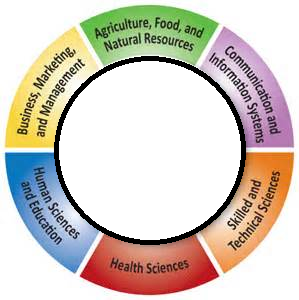 Agriculture, Food, and
Natural Resources
Communication and
Information Systems
Skilled and
Technical Sciences
Health Sciences
Human Sciences
and Education
Business, Marketing,
and Management